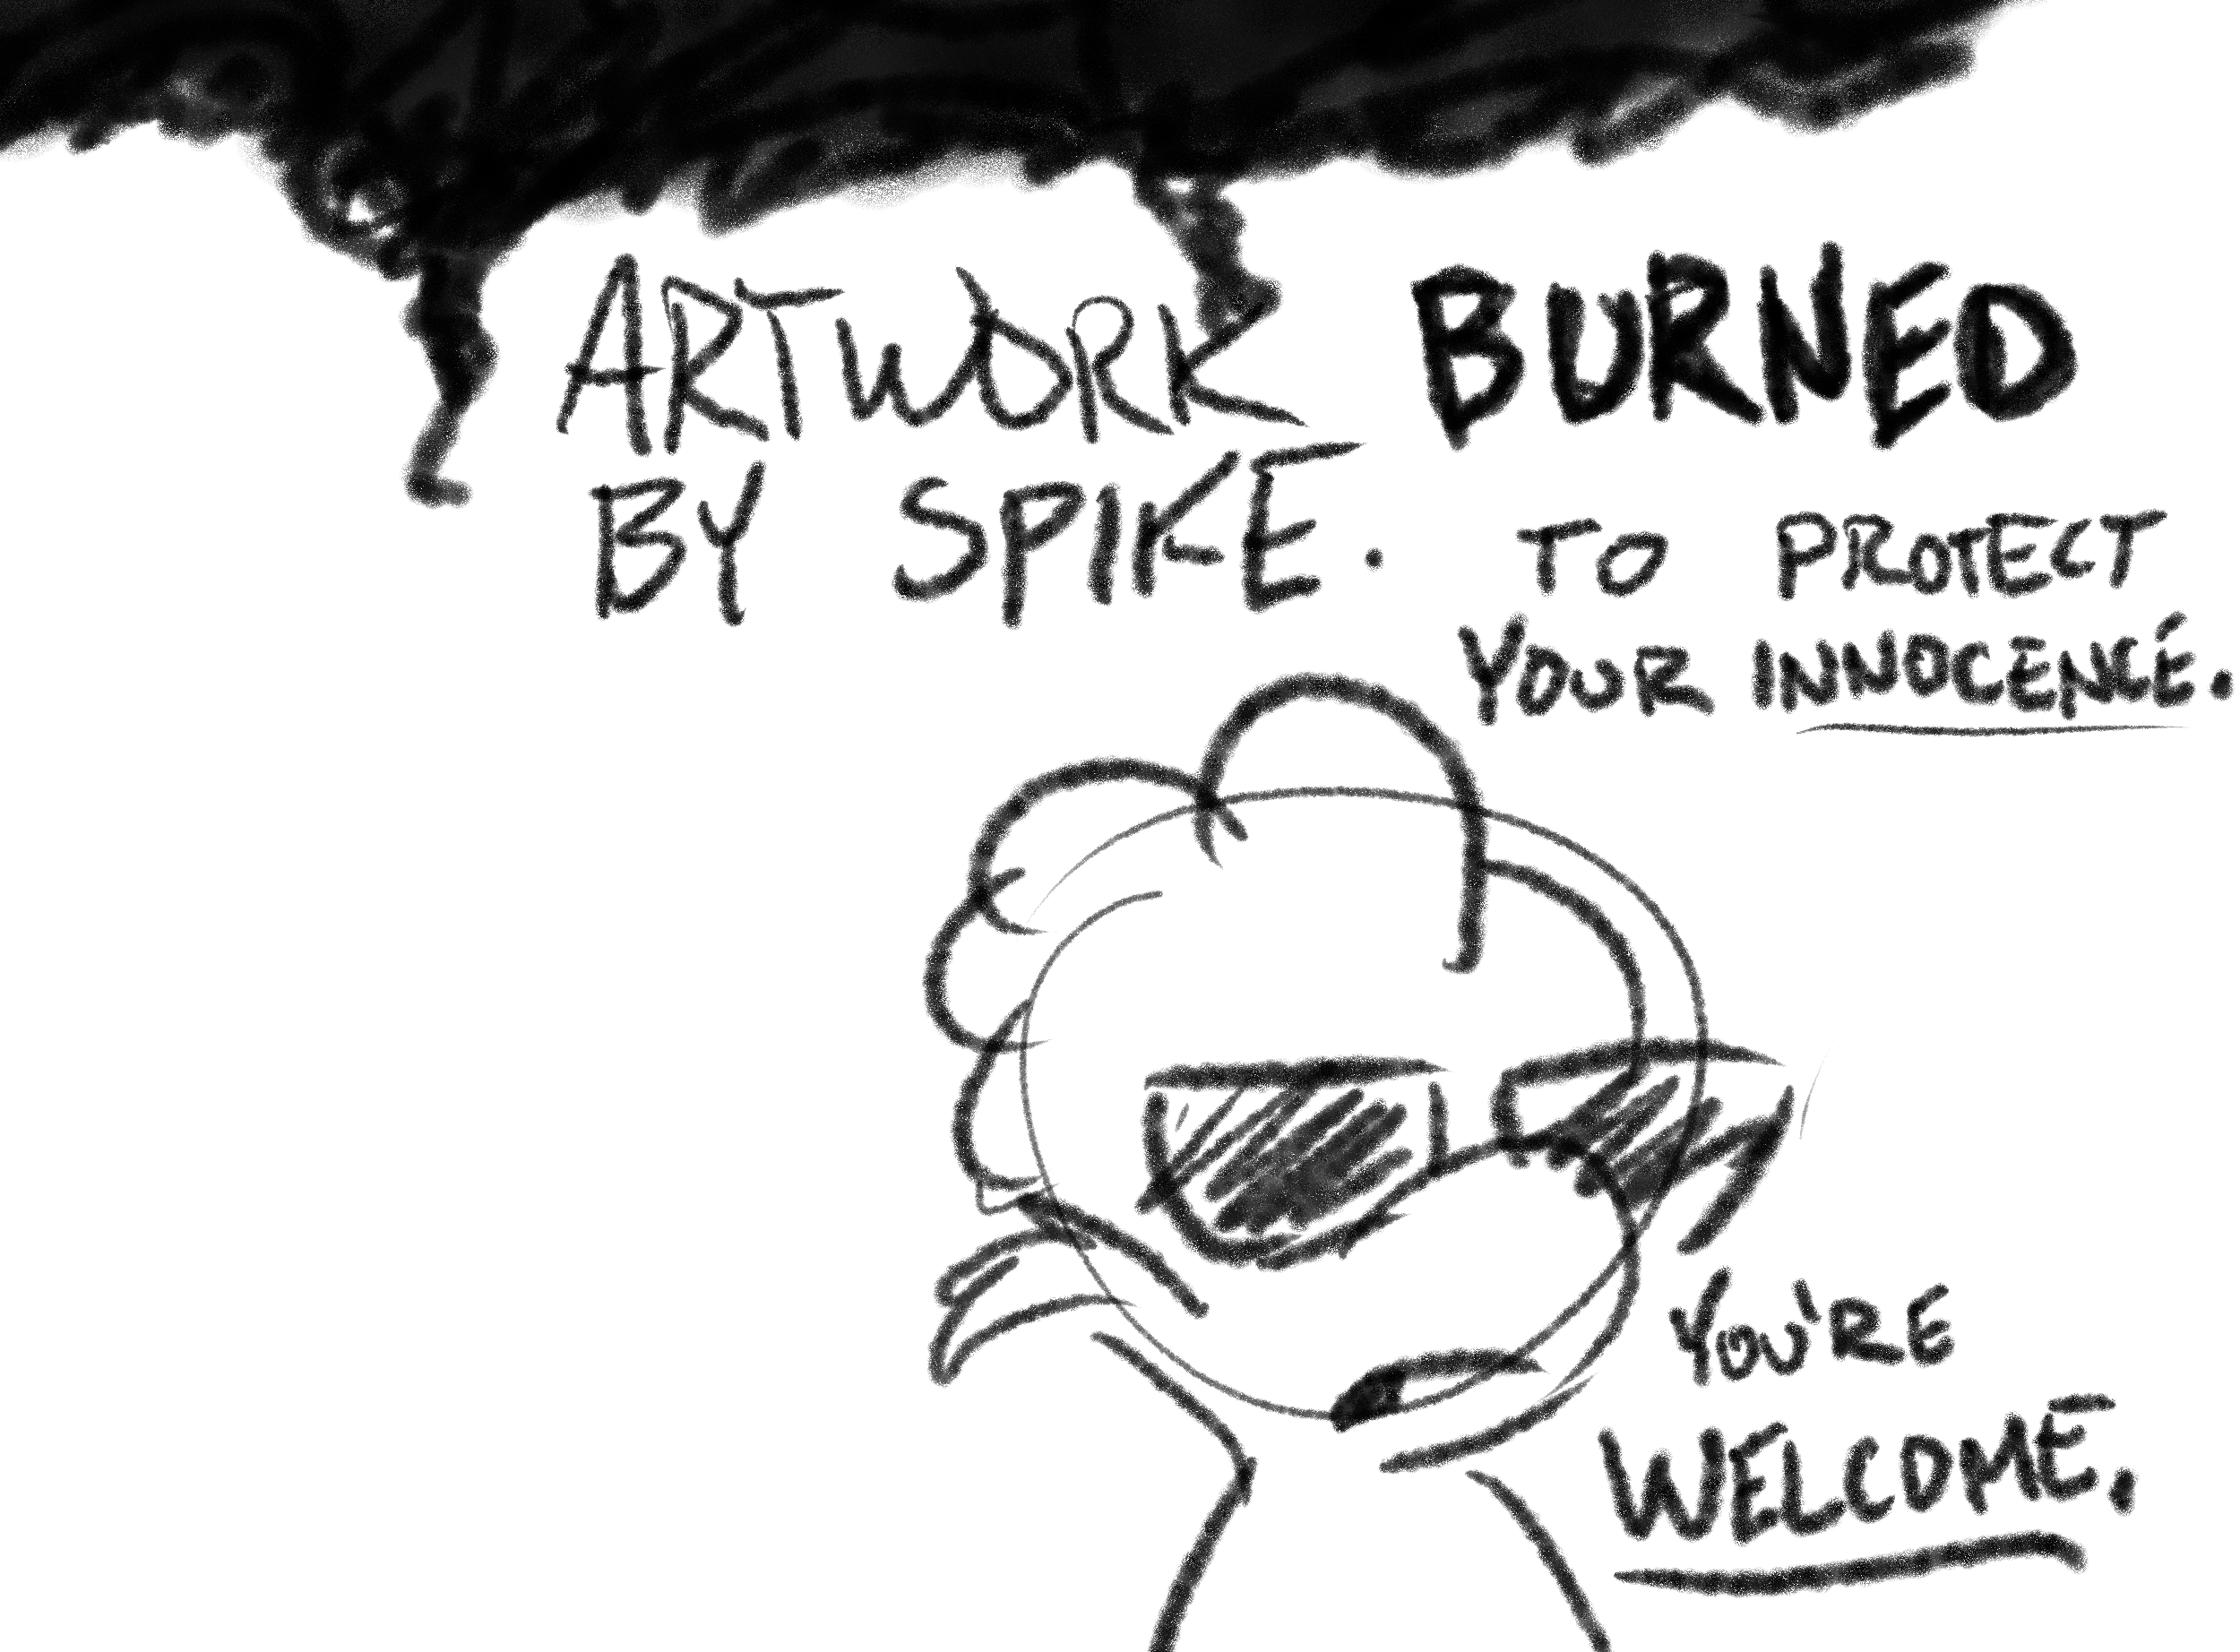 ARTWORK BURNED
BY SPIKE.
TO PROTECT
YOUR INNOCENCE.
YOU'RE
WELCOME.